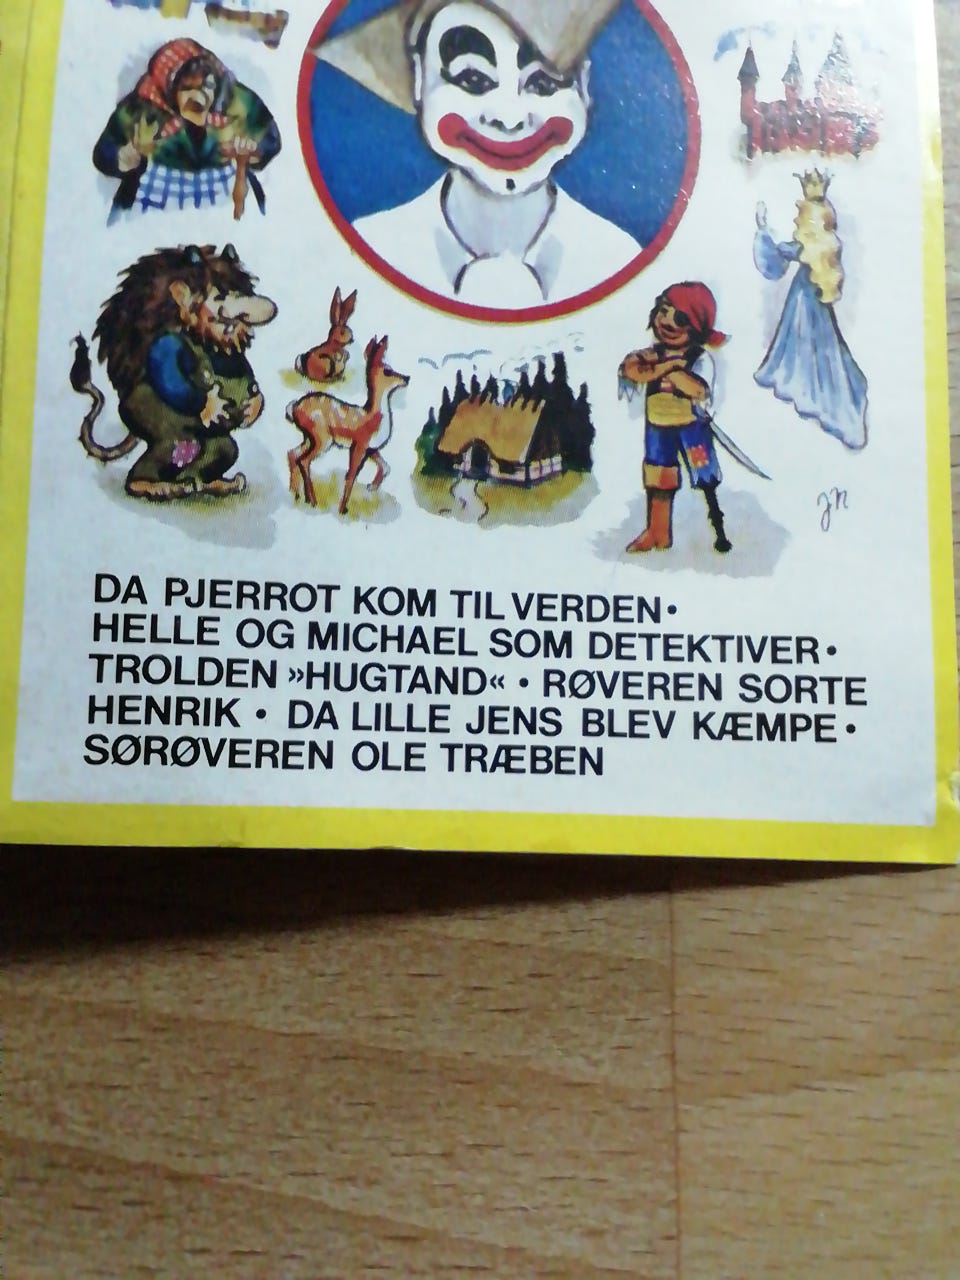 JN
DA PJERROT KOM TIL VERDEN•
HELLE OG MICHAEL SOM DETEKTIVER•
TROLDEN »HUGTAND« • RØVEREN SORTE
HENRIK • DA LILLE JENS BLEV KÆMPE•
SØRØVEREN OLE TRÆBEN